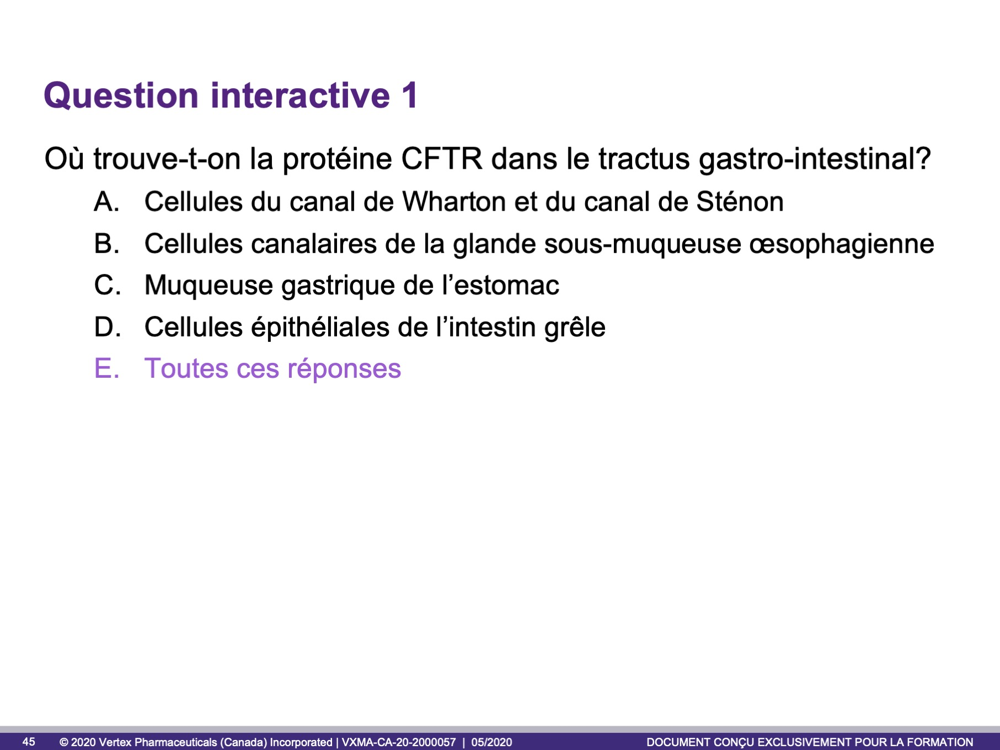 Question interactive 1
Où trouve-t-on la protéine CFTR dans le tractus gastro-intestinal?
A. Cellules du canal de Wharton et du canal de Sténon
B. Cellules canalaires de la glande sous-muqueuse œsophagienne
C. Muqueuse gastrique de l’estomac
D. Cellules épithéliales de l’intestin grêle
E. Toutes ces réponses
45 © 2020 Vertex Pharmaceuticals (Canada) Incorporated | VXMA-CA-20-2000057 | 05/2020 DOCUMENT CONÇU EXCLUSIVEMENT POUR LA FORMATION